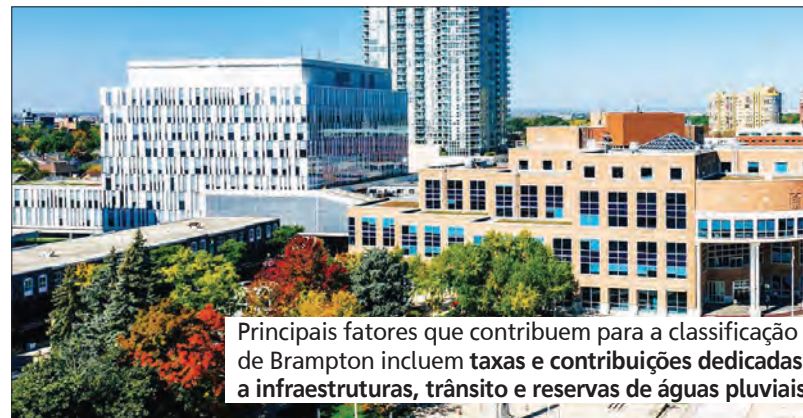 Principais fatores que contribuem para a classificação
de Brampton incluem taxas e contribuições dedicadas
a infraestruturas, trânsito e reservas de águas pluviais